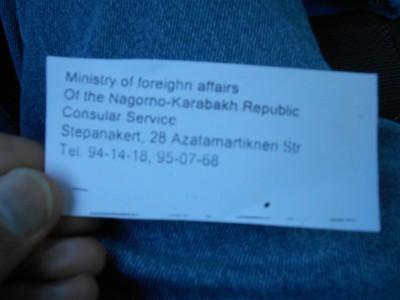 Ministry of foreighn affairs
Of the Nagorno-Karabakh Republic
Consular Service
Stepanakert, 28 Azatamartikneri Str
Tel. 94-14-18, 95-07-68